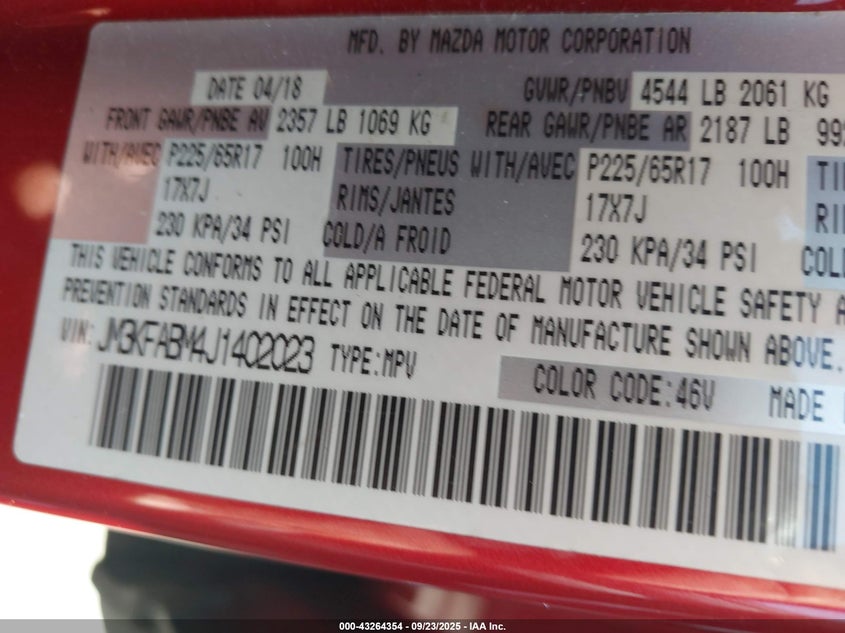 MFD. BY MAZDA MOTOR CORPORATION
DATE 04/18 GVWR/PNBV 4544 LB 2061 KG
FRONT GAWR/PNBE AV 2357 LB 1069 KG REAR GAWR/PNBE AR 2187 LB 992
WITH/AVEC P225/65R17 100H TIRES/PNEUS WITH/AVEC P225/65R17 100H TI
17X7J RIMS/JANTES 17X7J RI
230 KPA/34 PSI COLD/A FROID 230 KPA/34 PSI COL
THIS VEHICLE CONFORMS TO ALL APPLICABLE FEDERAL MOTOR VEHICLE SAFETY A
PREVENTION STANDARDS IN EFFECT ON THE DATE OF MANUFACTURE SHOWN ABOVE.
VIN: JM3KFABM4J1402023 TYPE:MPV
COLOR CODE:46V MADE
000-43264354 - 09/23/2025 - IAA Inc.